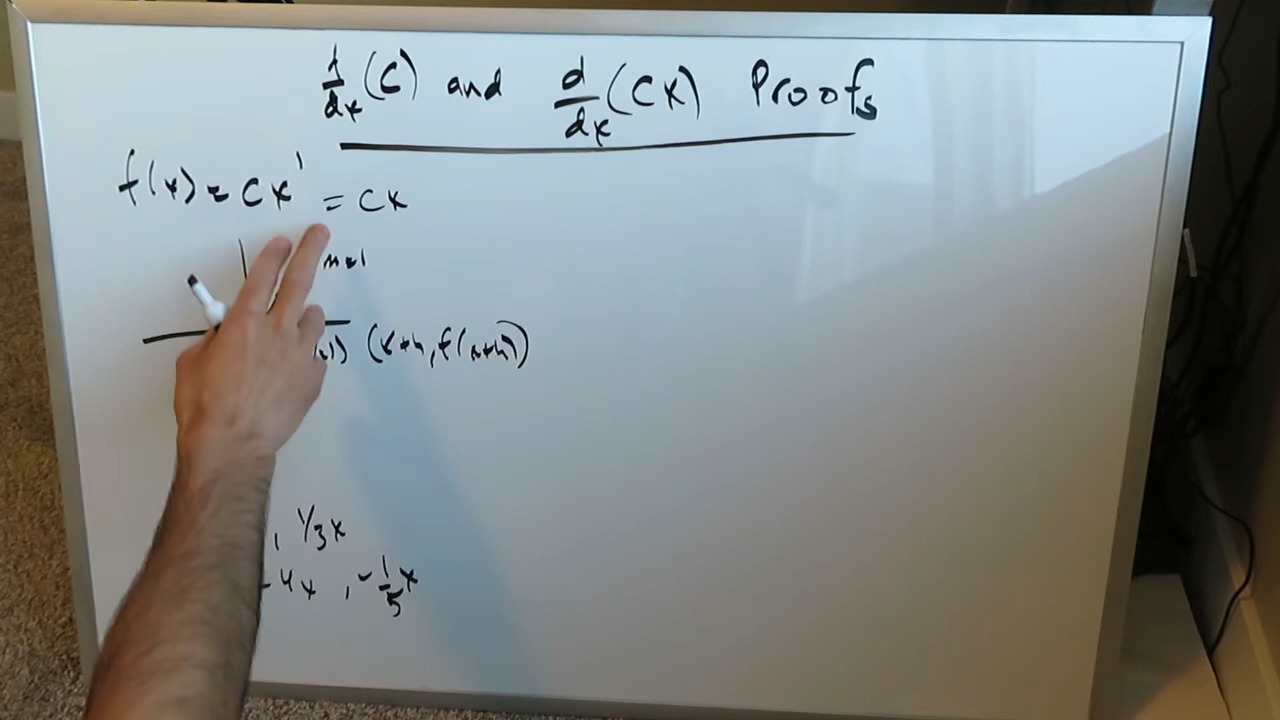 d/dx (C) and d/dx (CX) Proofs
f(x) = Cx¹ = Cx
(x+h, f(x+h))
, 1/3x
-4x, -1/5x